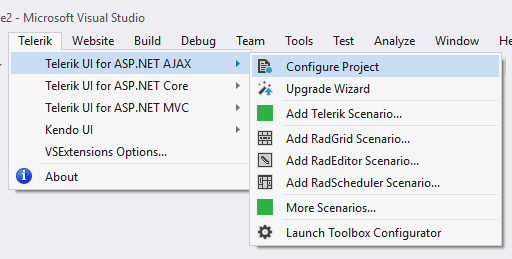 e2 - Microsoft Visual Studio
Telerik Website Build Debug Team Tools Test Analyze Window He
Telerik UI for ASP.NET AJAX
Telerik UI for ASP.NET Core
Telerik UI for ASP.NET MVC
Kendo UI
VSExtensions Options...
About
Configure Project
Upgrade Wizard
Add Telerik Scenario...
Add RadGrid Scenario...
Add RadEditor Scenario...
Add RadScheduler Scenario...
More Scenarios...
Launch Toolbox Configurator